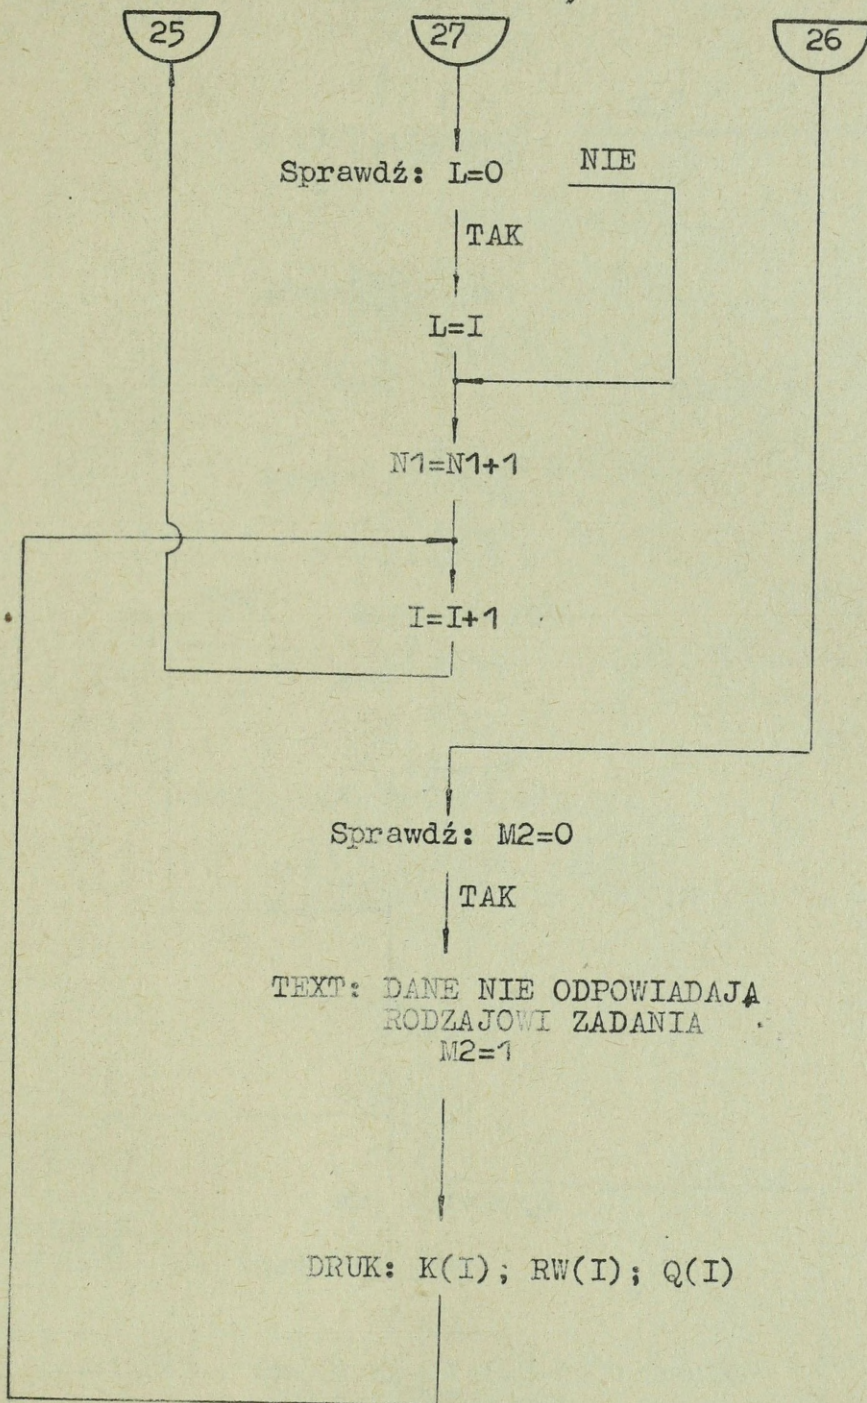 25 27 26
Sprawdź: L=0 NIE
TAK
L=I
N1=N1+1
I=I+1
Sprawdź: M2=0
TAK
TEXT: DANE NIE ODPOWIADAJĄ
RODZAJOWI ZADANIA
M2=1
DRUK: K(I); RW(I); Q(I)